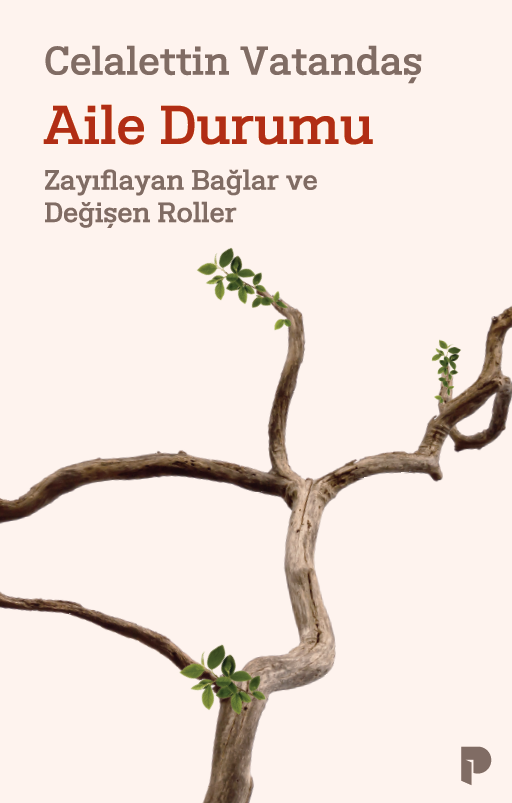 Celalettin Vatandaş
Aile Durumu
Zayıflayan Bağlar ve
Değişen Roller